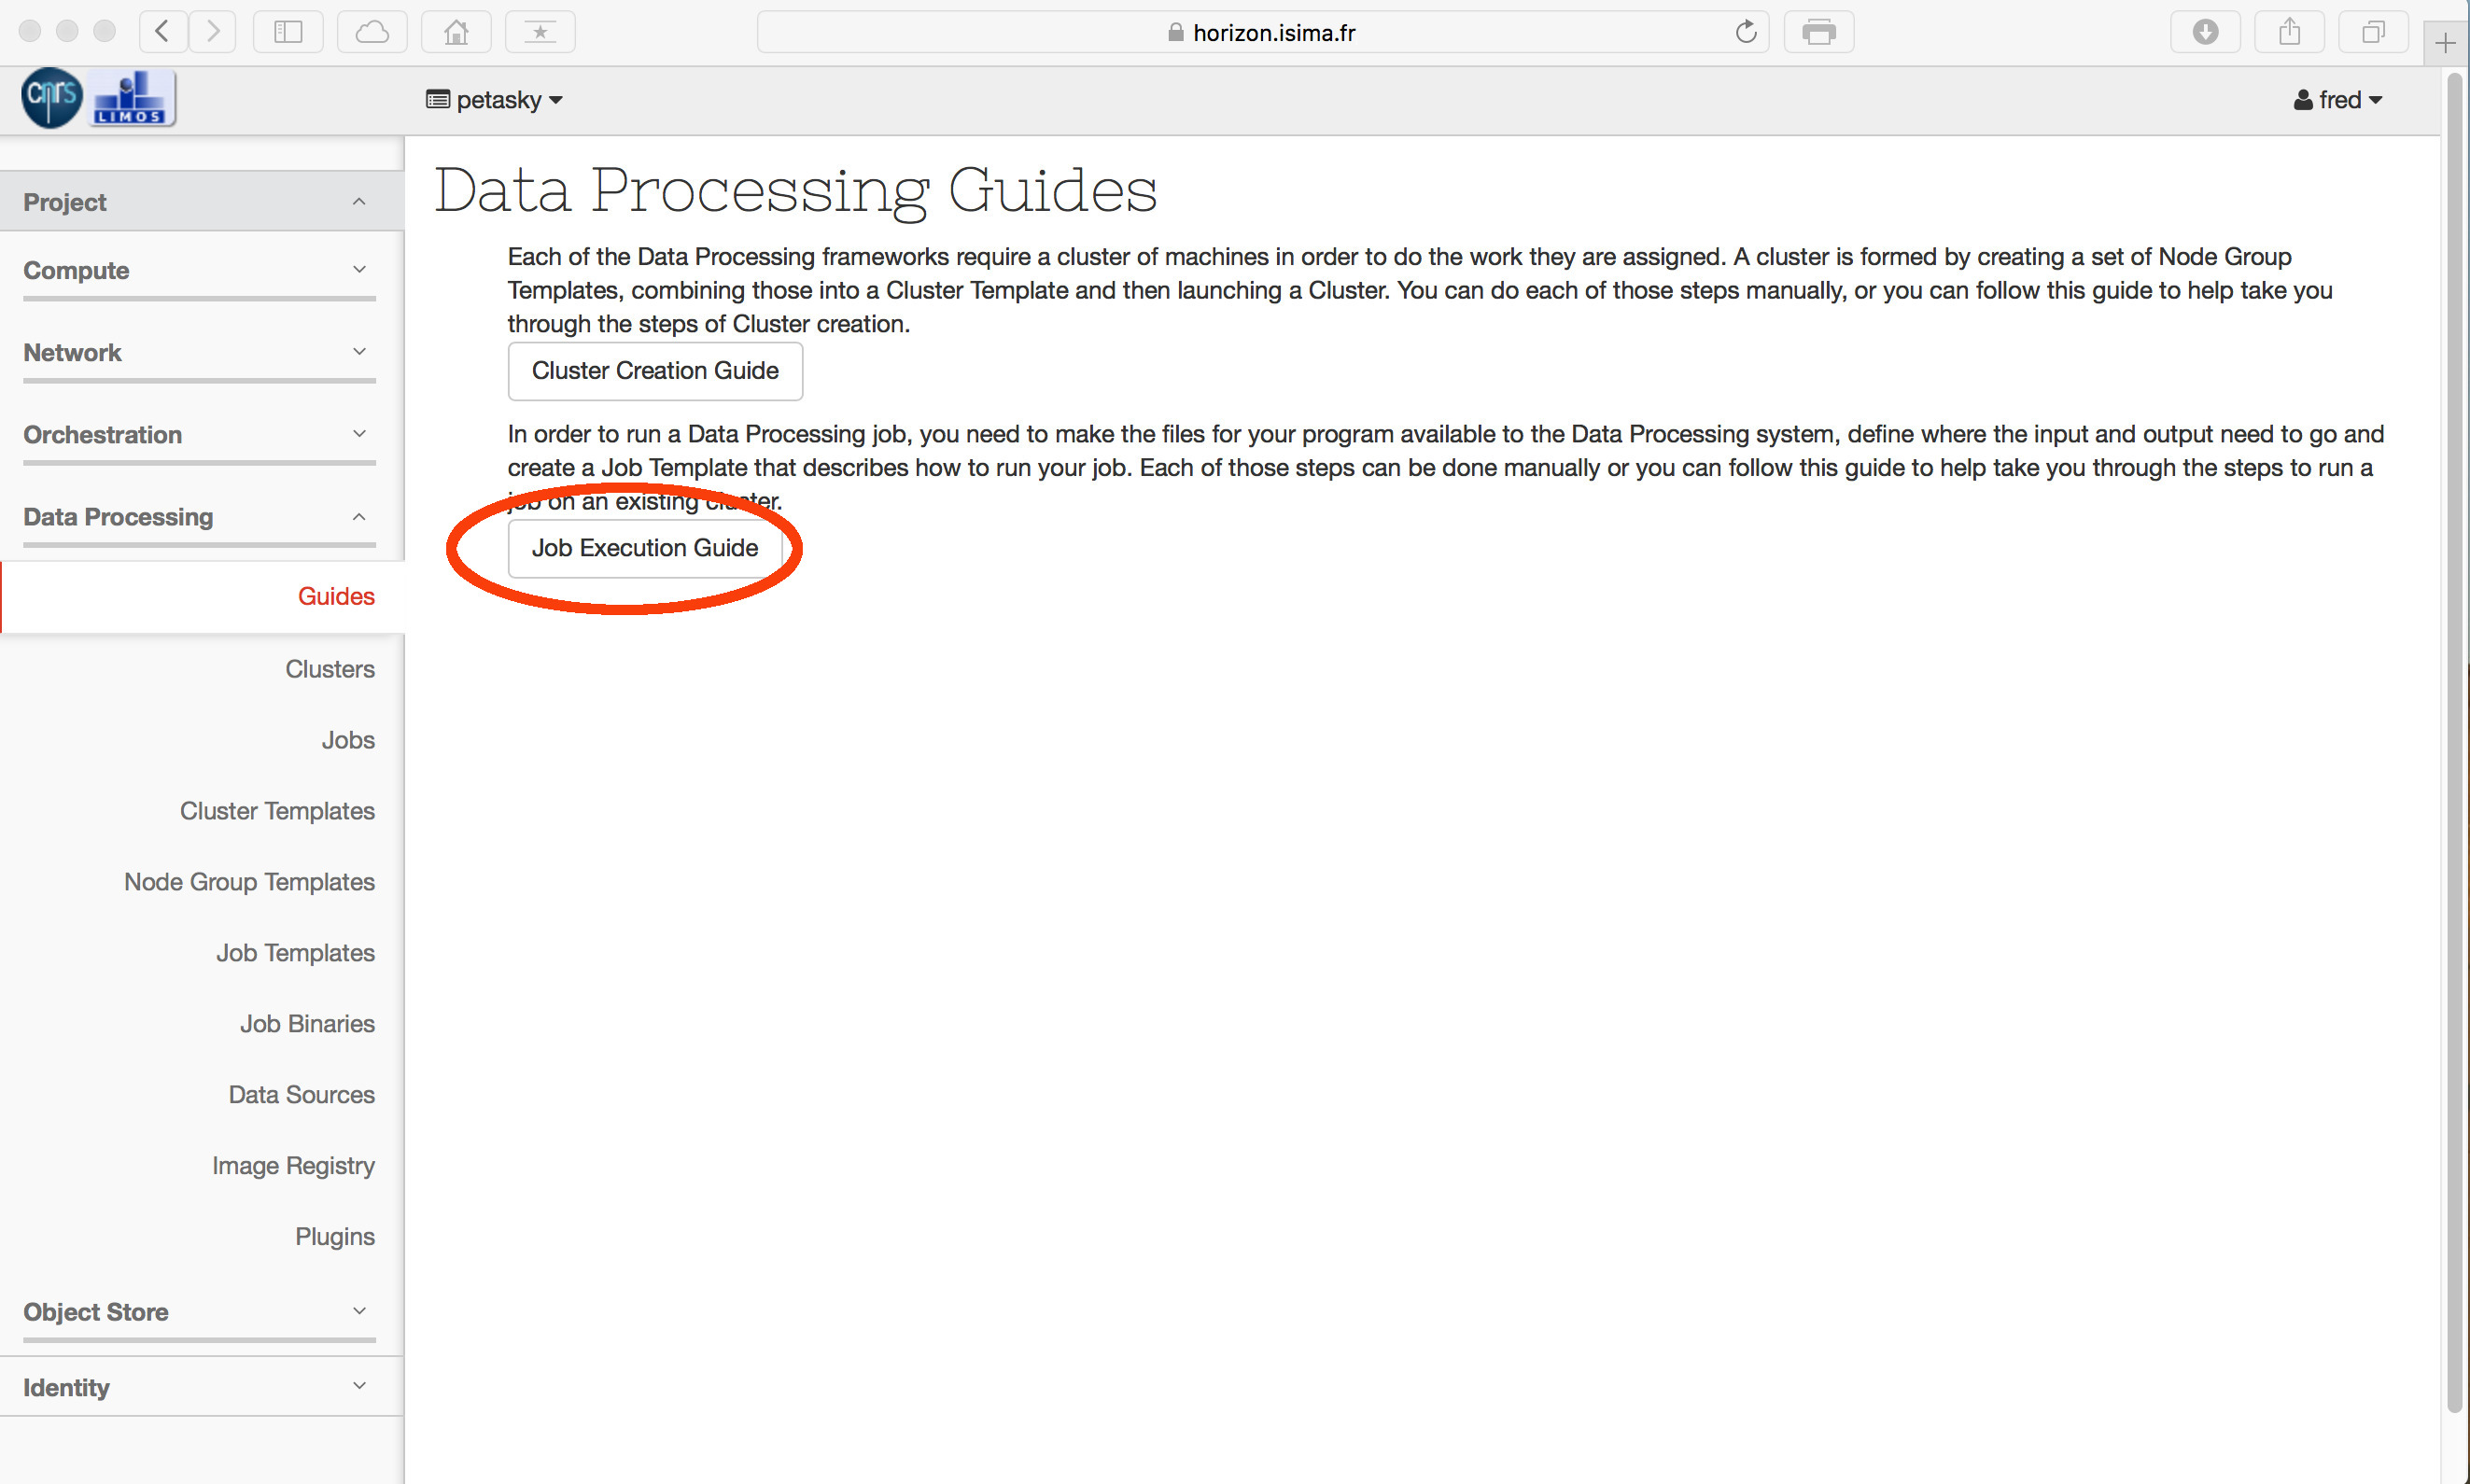 horizon.isima.fr
cnrs
LIMOS
petasky
fred
Project
Compute
Network
Orchestration
Data Processing
Guides
Clusters
Jobs
Cluster Templates
Node Group Templates
Job Templates
Job Binaries
Data Sources
Image Registry
Plugins
Object Store
Identity
Data Processing Guides
Each of the Data Processing frameworks require a cluster of machines in order to do the work they are assigned. A cluster is formed by creating a set of Node Group
Templates, combining those into a Cluster Template and then launching a Cluster. You can do each of those steps manually, or you can follow this guide to help take you
through the steps of Cluster creation.
Cluster Creation Guide
In order to run a Data Processing job, you need to make the files for your program available to the Data Processing system, define where the input and output need to go and
create a Job Template that describes how to run your job. Each of those steps can be done manually or you can follow this guide to help take you through the steps to run a
job on an existing cluster.
Job Execution Guide